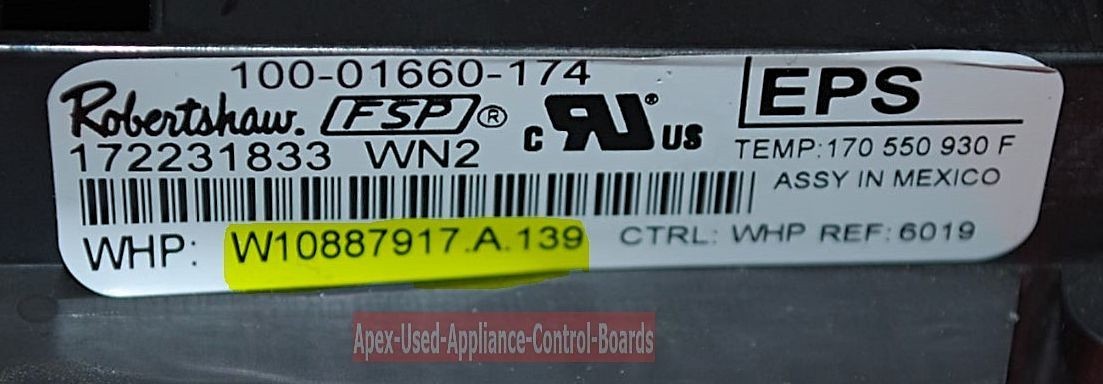 100-01660-174
Robertshaw. FSP® c RU® US
172231833 WN2
EPS
TEMP:170 550 930 F
ASSY IN MEXICO
WHP: W10887917.A.139 CTRL: WHP REF:6019
Apex-Used-Appliance-Control-Boards